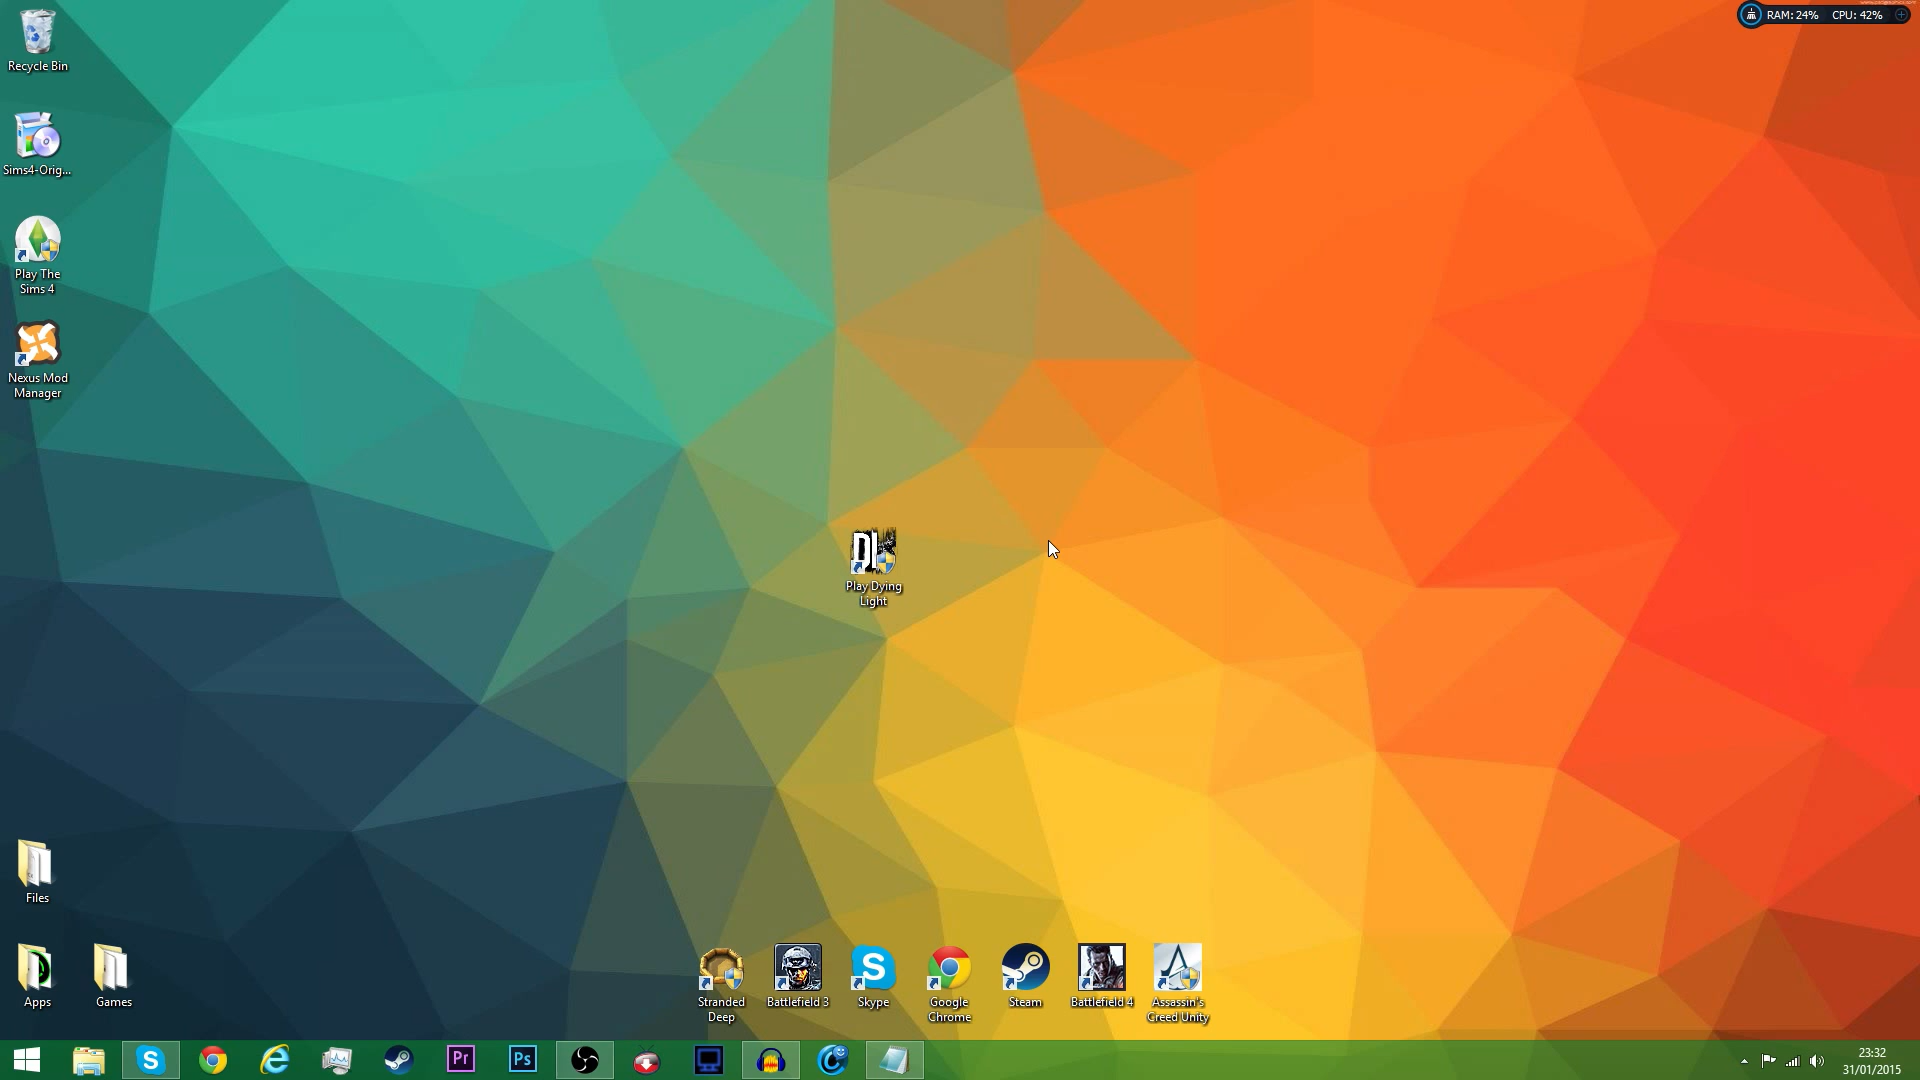 RAM: 24% CPU: 42%
Recycle Bin
Sims4-Orig...
Play The
Sims 4
Nexus Mod
Manager
Play Dying
Light
Files
Apps
Games
Stranded
Deep
Battlefield 3
Skype
Google
Chrome
Steam
Battlefield 4
Assassin's
Creed Unity
Pr
Ps
23:32
31/01/2015